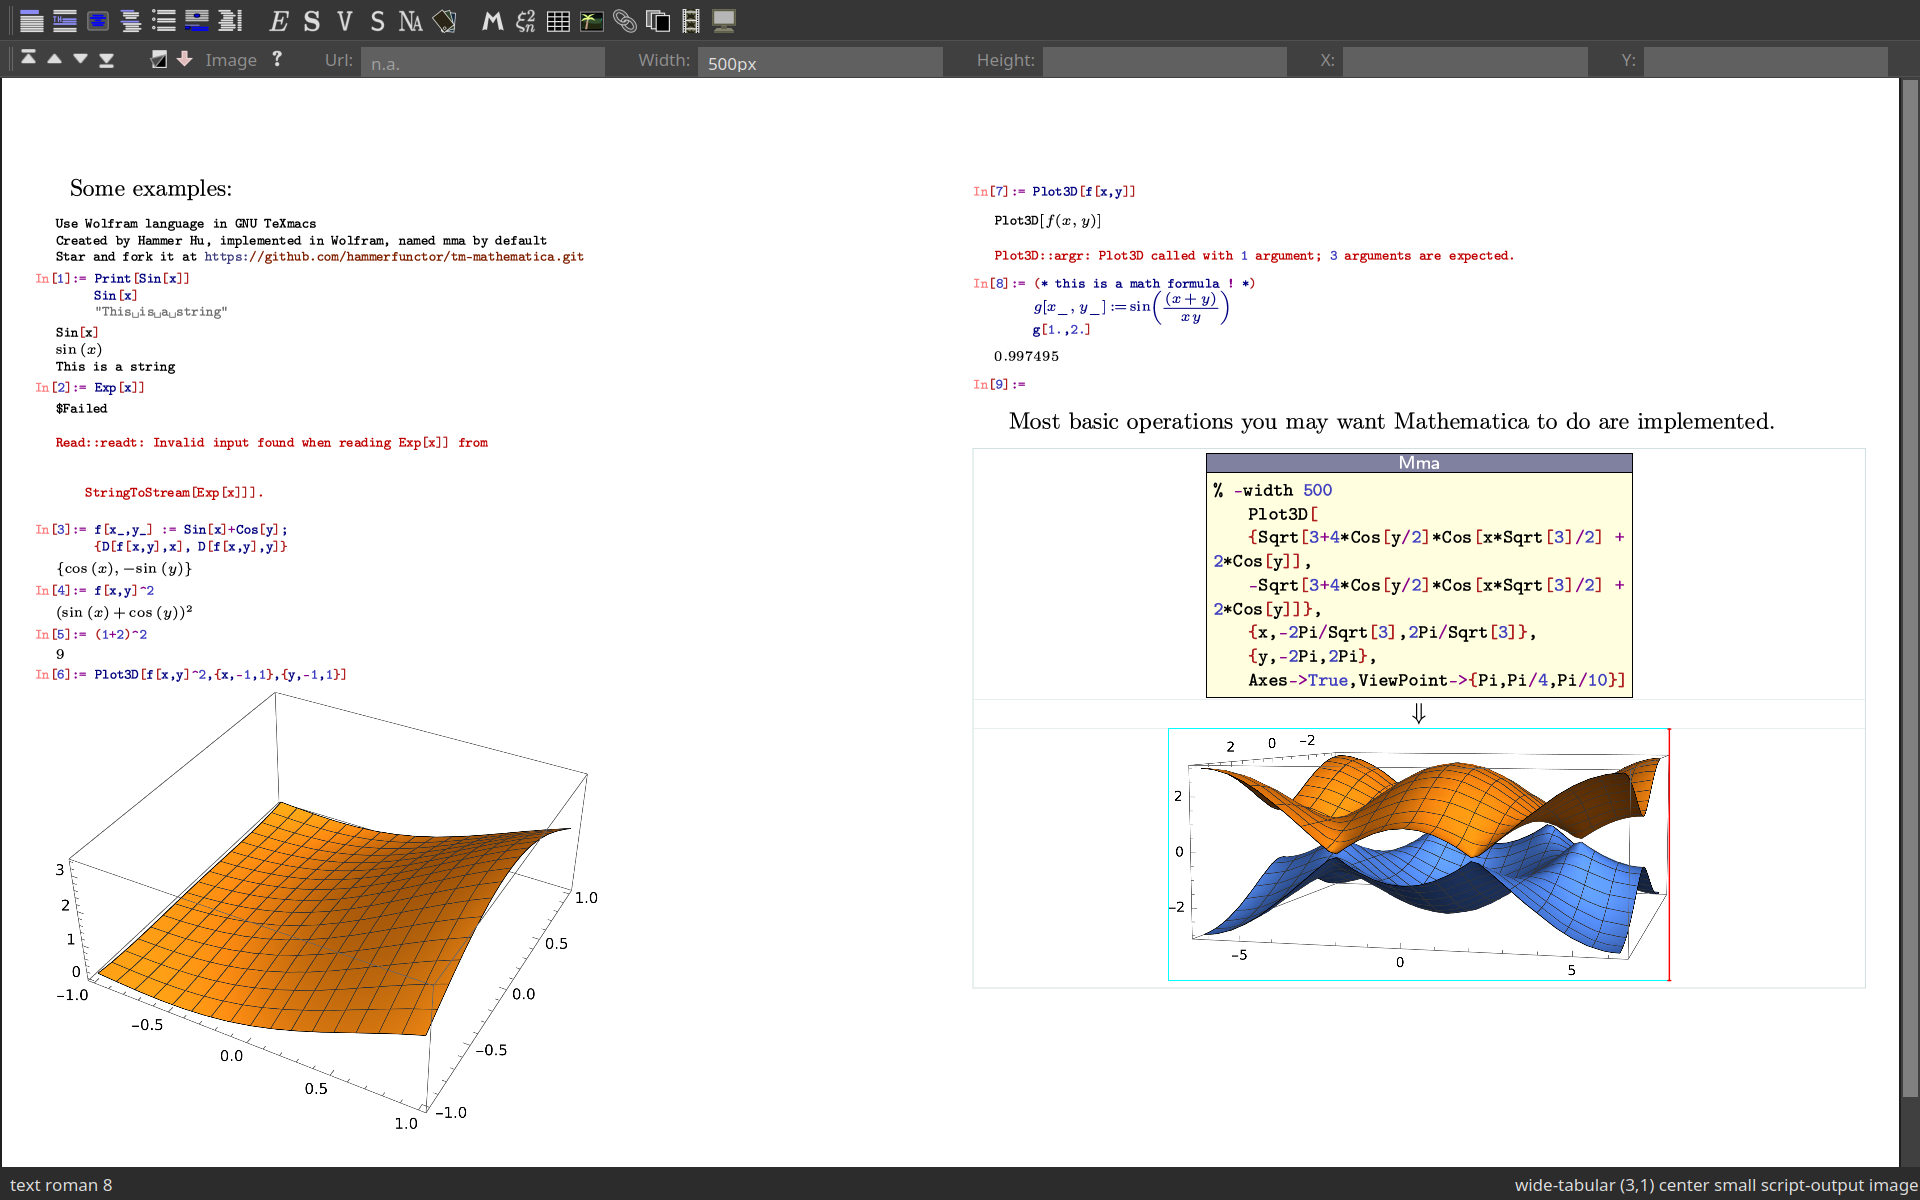 E S V S NA M ξ²n
Image ? Url: n.a. Width: 500px Height: X: Y:
Some examples:
Use Wolfram language in GNU TeXmacs
Created by Hammer Hu, implemented in Wolfram, named mma by default
Star and fork it at https://github.com/hammerfunctor/tm-mathematica.git
In[1]:= Print[Sin[x]]
Sin[x]
"This␣is␣a␣string"
Sin[x]
sin (x)
This is a string
In[2]:= Exp[x]]
$Failed
Read::readt: Invalid input found when reading Exp[x]] from
StringToStream[Exp[x]]].
In[3]:= f[x_,y_] := Sin[x]+Cos[y];
{D[f[x,y],x], D[f[x,y],y]}
{cos (x), −sin (y)}
In[4]:= f[x,y]^2
(sin (x) + cos (y))²
In[5]:= (1+2)^2
9
In[6]:= Plot3D[f[x,y]^2,{x,-1,1},{y,-1,1}]
3
2
1
0
−1.0
−0.5
0.0
0.5
1.0
1.0
0.5
0.0
−0.5
−1.0
In[7]:= Plot3D[f[x,y]]
Plot3D[f(x, y)]
Plot3D::argr: Plot3D called with 1 argument; 3 arguments are expected.
In[8]:= (* this is a math formula ! *)
g[x_, y_] := sin((x + y)/x y)
g[1.,2.]
0.997495
In[9]:=
Most basic operations you may want Mathematica to do are implemented.
Mma
% -width 500
Plot3D[
{Sqrt[3+4*Cos[y/2]*Cos[x*Sqrt[3]/2] +
2*Cos[y]],
-Sqrt[3+4*Cos[y/2]*Cos[x*Sqrt[3]/2] +
2*Cos[y]]},
{x,-2Pi/Sqrt[3],2Pi/Sqrt[3]},
{y,-2Pi,2Pi},
Axes->True,ViewPoint->{Pi,Pi/4,Pi/10}]
⇓
2 0 −2
2
0
−2
−5 0 5
text roman 8
wide-tabular (3,1) center small script-output image